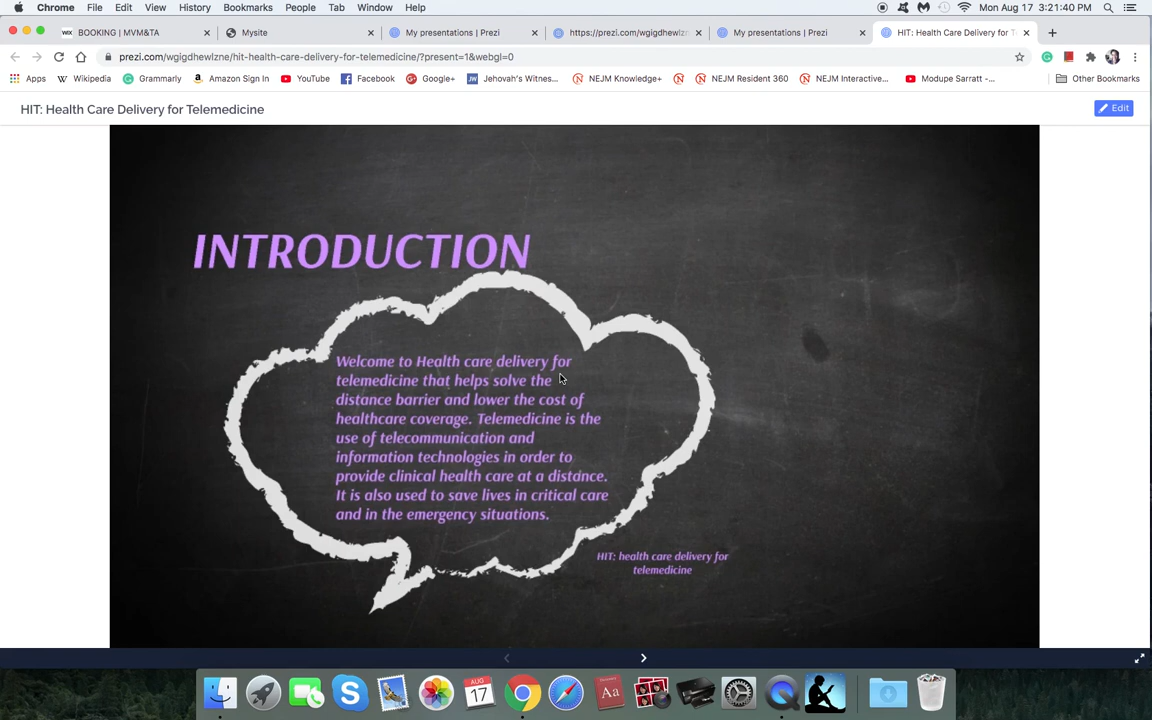 Chrome File Edit View History Bookmarks People Tab Window Help Mon Aug 17 3:21:40 PM
BOOKING | MVM&TA Mysite My presentations | Prezi https://prezi.com/wgigdhewlzn My presentations | Prezi HIT: Health Care Delivery for T
prezi.com/wgigdhewlzne/hit-health-care-delivery-for-telemedicine/?present=1&webgl=0
Apps Wikipedia Grammarly Amazon Sign In YouTube Facebook Google+ Jehovah's Witnes... NEJM Knowledge+ NEJM Resident 360 NEJM Interactive... Modupe Sarratt -... Other Bookmarks
HIT: Health Care Delivery for Telemedicine Edit
INTRODUCTION
Welcome to Health care delivery for
telemedicine that helps solve the
distance barrier and lower the cost of
healthcare coverage. Telemedicine is the
use of telecommunication and
information technologies in order to
provide clinical health care at a distance.
It is also used to save lives in critical care
and in the emergency situations.
HIT: health care delivery for
telemedicine
AUG
17
Aa